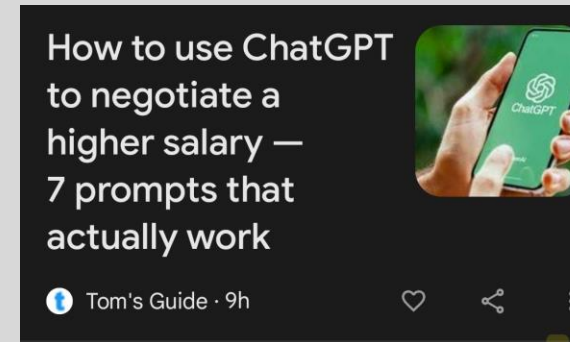 How to use ChatGPT
to negotiate a
higher salary —
7 prompts that
actually work
ChatGPT
Tom's Guide · 9h